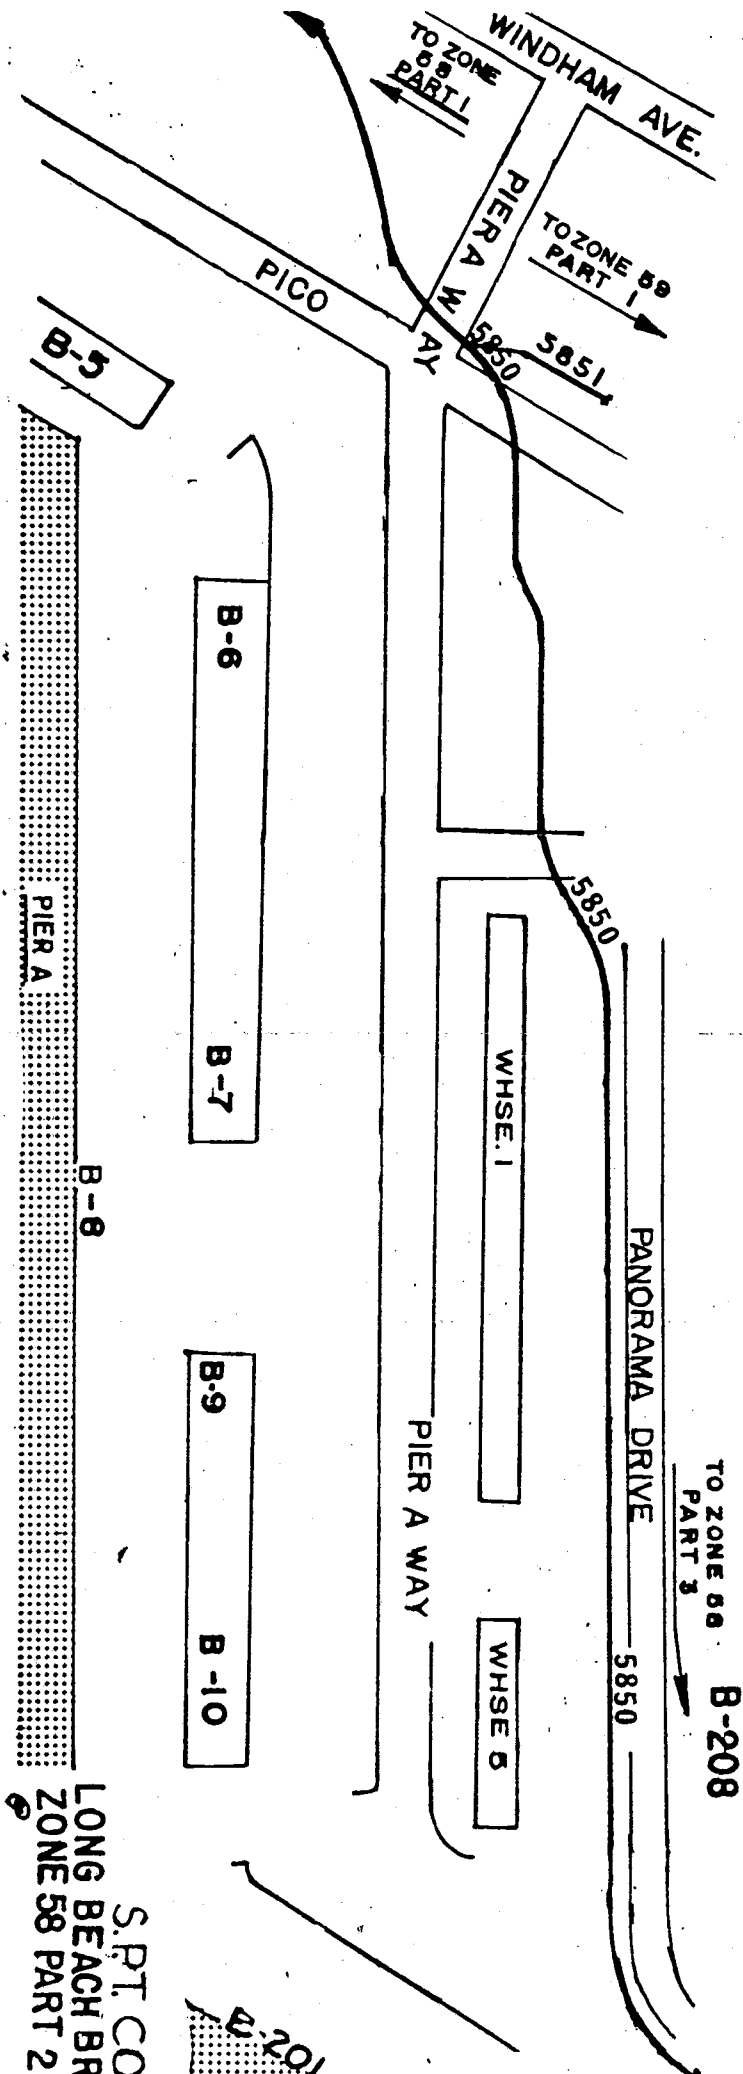 WINDHAM AVE.
TO ZONE
58
PART 1
PIER A WAY
TO ZONE 59
PART 1
PICO
5850
5851
B-5
B-6
5850
PIER A
B-7
WHSE. 1
B-8
PANORAMA DRIVE
B-9
PIER A WAY
TO ZONE 58
PART 3
B-10
WHSE 5
5850
B-208
S.P.T. CO
LONG BEACH BR
ZONE 58 PART 2